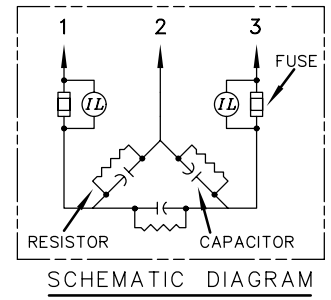 1 2 3
FUSE
IL IL
RESISTOR CAPACITOR
SCHEMATIC DIAGRAM